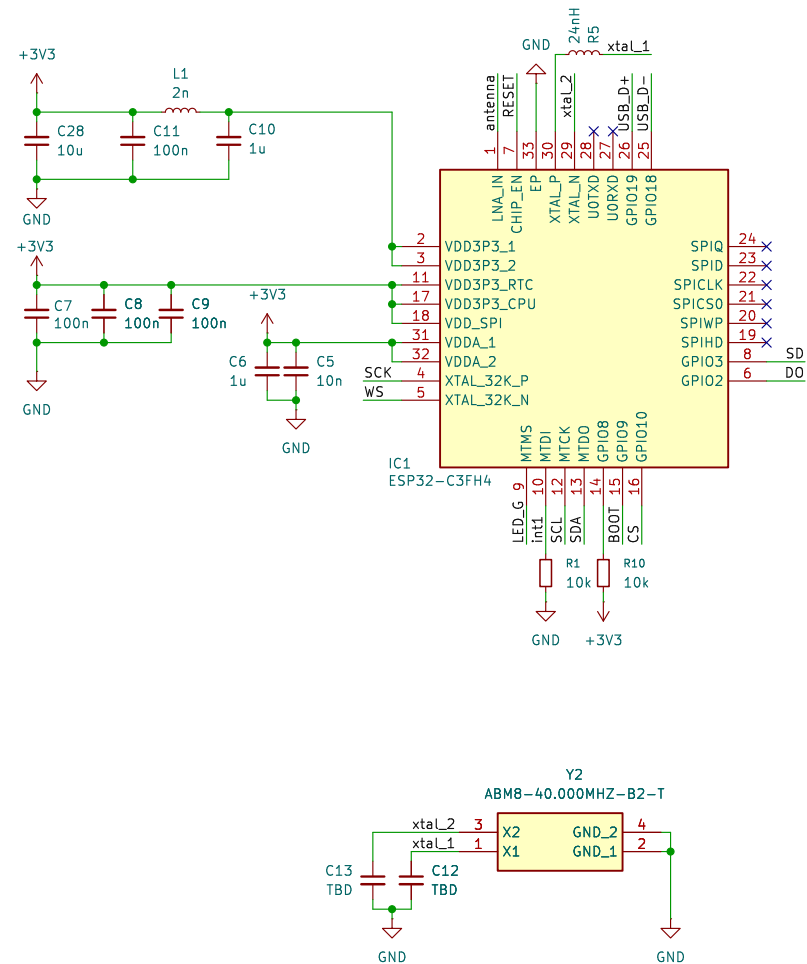 +3V3
L1
2n
C28
10u
C11
100n
C10
1u
GND
+3V3
C7
100n
C8
100n
C9
100n
GND
+3V3
C6
1u
C5
10n
GND
SCK
WS
GND
24nH
R5
xtal_1
antenna
RESET
xtal_2
USB_D+
USB_D-
1
7
33
30
29
28
27
26
25
LNA_IN
CHIP_EN
EP
XTAL_P
XTAL_N
U0TXD
U0RXD
GPIO19
GPIO18
2 VDD3P3_1
3 VDD3P3_2
11 VDD3P3_RTC
17 VDD3P3_CPU
18 VDD_SPI
31 VDDA_1
32 VDDA_2
4 XTAL_32K_P
5 XTAL_32K_N
SPIQ 24
SPID 23
SPICLK 22
SPICS0 21
SPIWP 20
SPIHD 19
GPIO3 8 SD
GPIO2 6 DO
MTMS
MTDI
MTCK
MTDO
GPIO8
GPIO9
GPIO10
IC1
ESP32-C3FH4
9
10
12
13
14
15
16
LED_G
int1
SCL
SDA
BOOT
CS
R1
10k
R10
10k
GND
+3V3
Y2
ABM8-40.000MHZ-B2-T
xtal_2 3 X2
xtal_1 1 X1
GND_2 4
GND_1 2
C13
TBD
C12
TBD
GND
GND